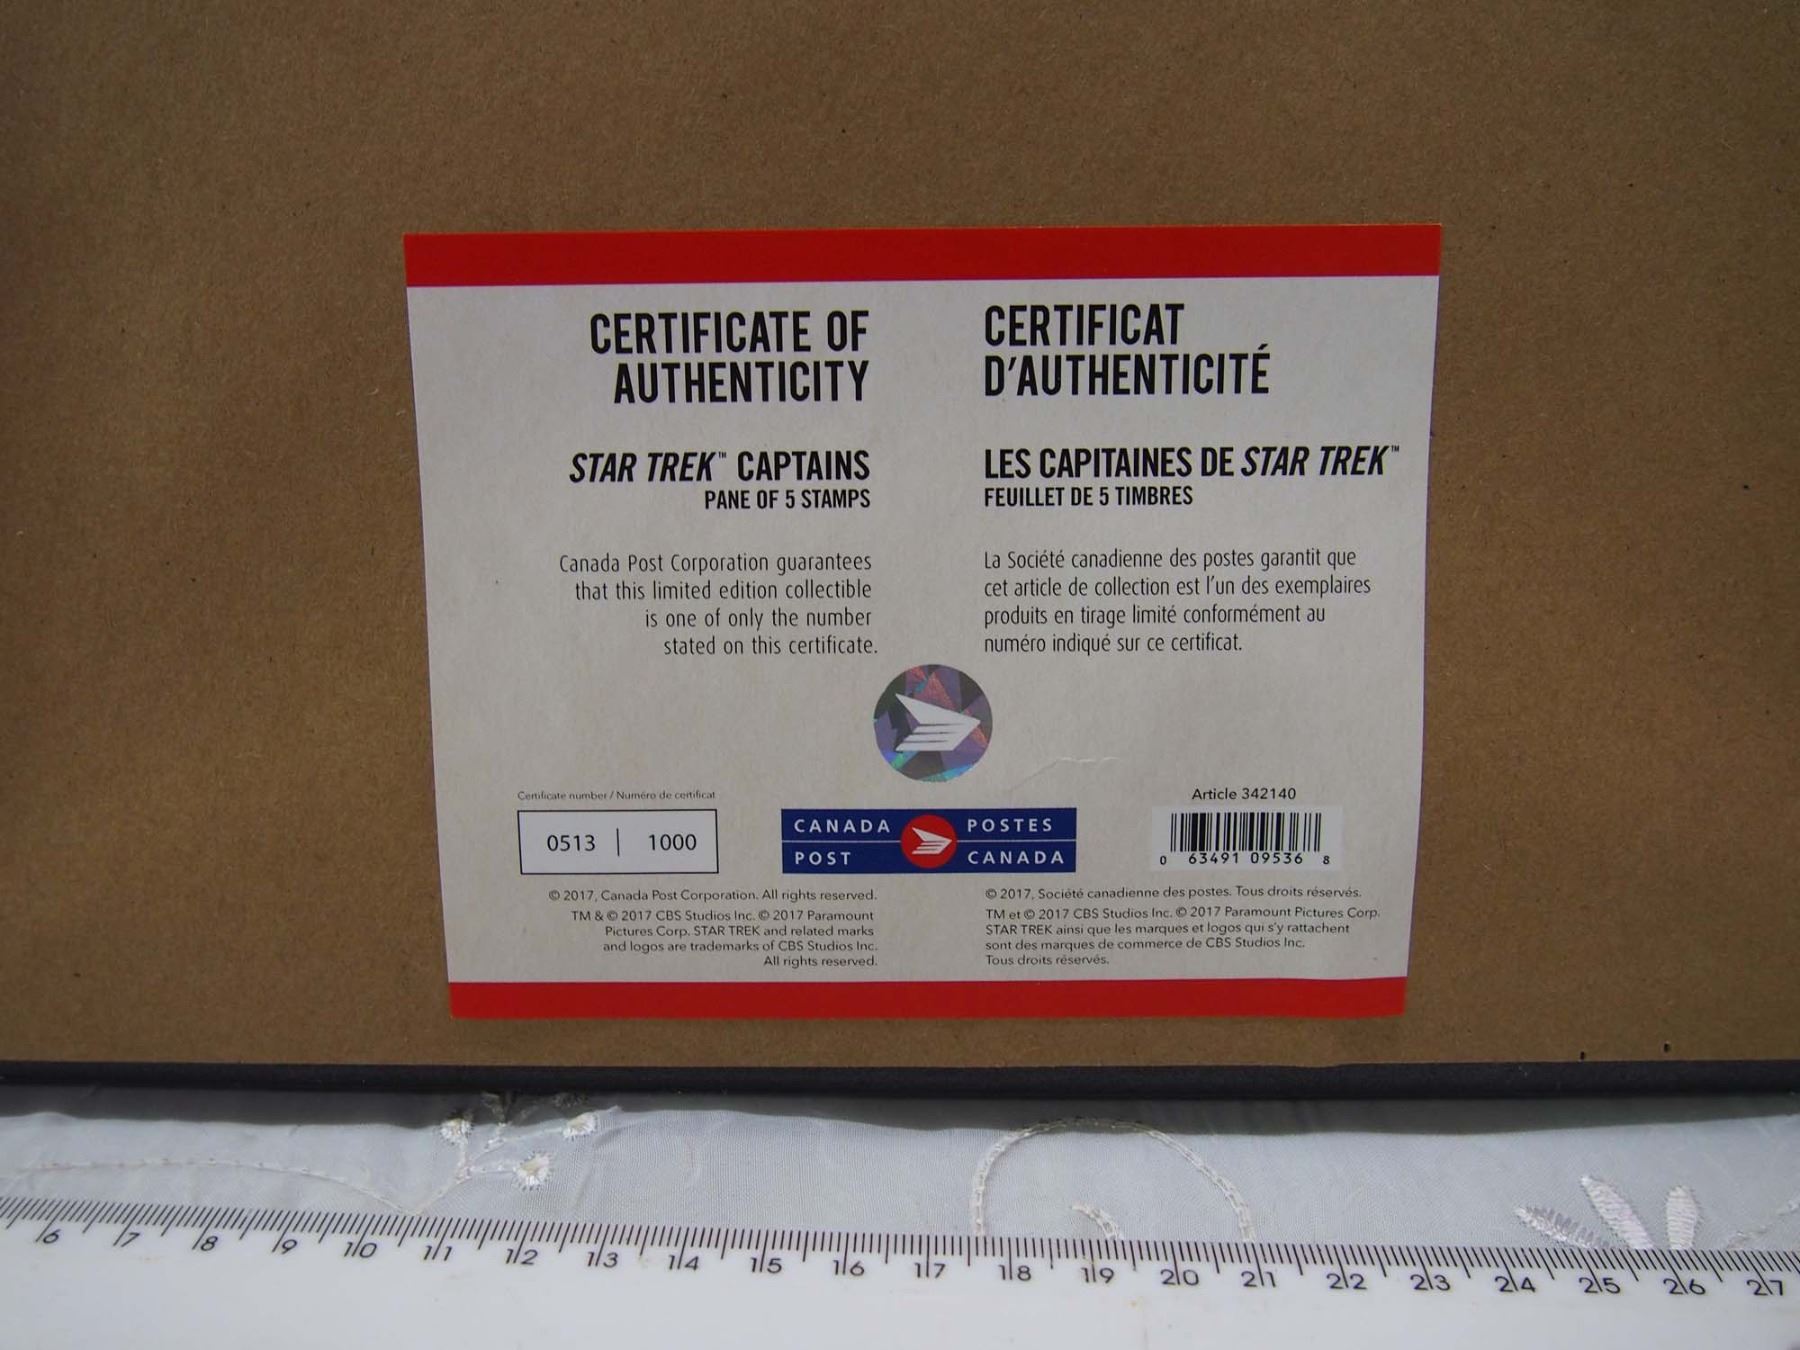 CERTIFICATE OF
AUTHENTICITY
STAR TREK™ CAPTAINS
PANE OF 5 STAMPS
Canada Post Corporation guarantees
that this limited edition collectible
is one of only the number
stated on this certificate.
CERTIFICAT
D'AUTHENTICITÉ
LES CAPITAINES DE STAR TREK™
FEUILLET DE 5 TIMBRES
La Société canadienne des postes garantit que
cet article de collection est l'un des exemplaires
produits en tirage limité conformément au
numéro indiqué sur ce certificat.
Certificate number / Numéro de certificat
0513 | 1000
CANADA POSTES
POST CANADA
Article 342140
0 63491 09536 8
© 2017, Canada Post Corporation. All rights reserved.
TM & © 2017 CBS Studios Inc. © 2017 Paramount
Pictures Corp. STAR TREK and related marks
and logos are trademarks of CBS Studios Inc.
All rights reserved.
© 2017, Société canadienne des postes. Tous droits réservés.
TM et © 2017 CBS Studios Inc. © 2017 Paramount Pictures Corp.
STAR TREK ainsi que les marques et logos qui s'y rattachent
sont des marques de commerce de CBS Studios Inc.
Tous droits réservés.
6 7 8 9 10 11 12 13 14 15 16 17 18 19 20 21 22 23 24 25 26 27